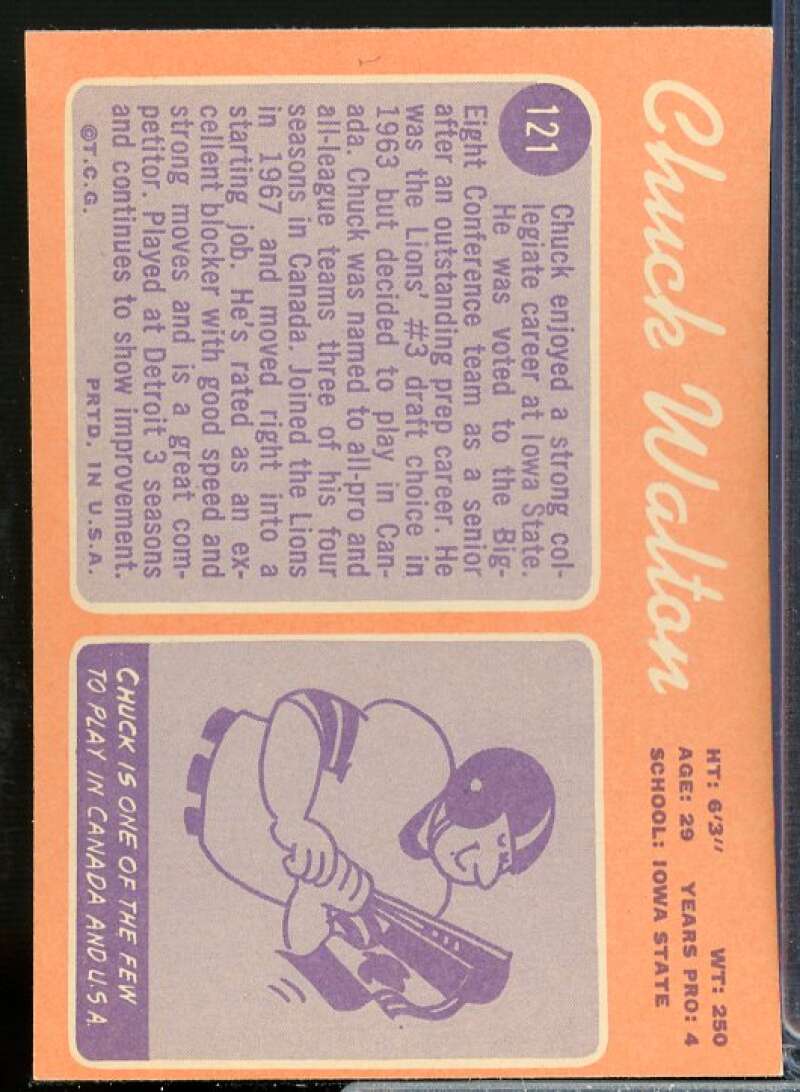 Chuck Walton
HT: 6'3" WT: 250
AGE: 29 YEARS PRO: 4
SCHOOL: IOWA STATE
121
Chuck enjoyed a strong col-
legiate career at Iowa State.
He was voted to the Big-
Eight Conference team as a senior
after an outstanding prep career. He
was the Lions' #3 draft choice in
1963 but decided to play in Can-
ada. Chuck was named to all-pro and
all-league teams three of his four
seasons in Canada. Joined the Lions
in 1967 and moved right into a
starting job. He's rated as an ex-
cellent blocker with good speed and
strong moves and is a great com-
petitor. Played at Detroit 3 seasons
and continues to show improvement.
©T.C.G. PRTD. IN U.S.A.
CHUCK IS ONE OF THE FEW
TO PLAY IN CANADA AND U.S.A.